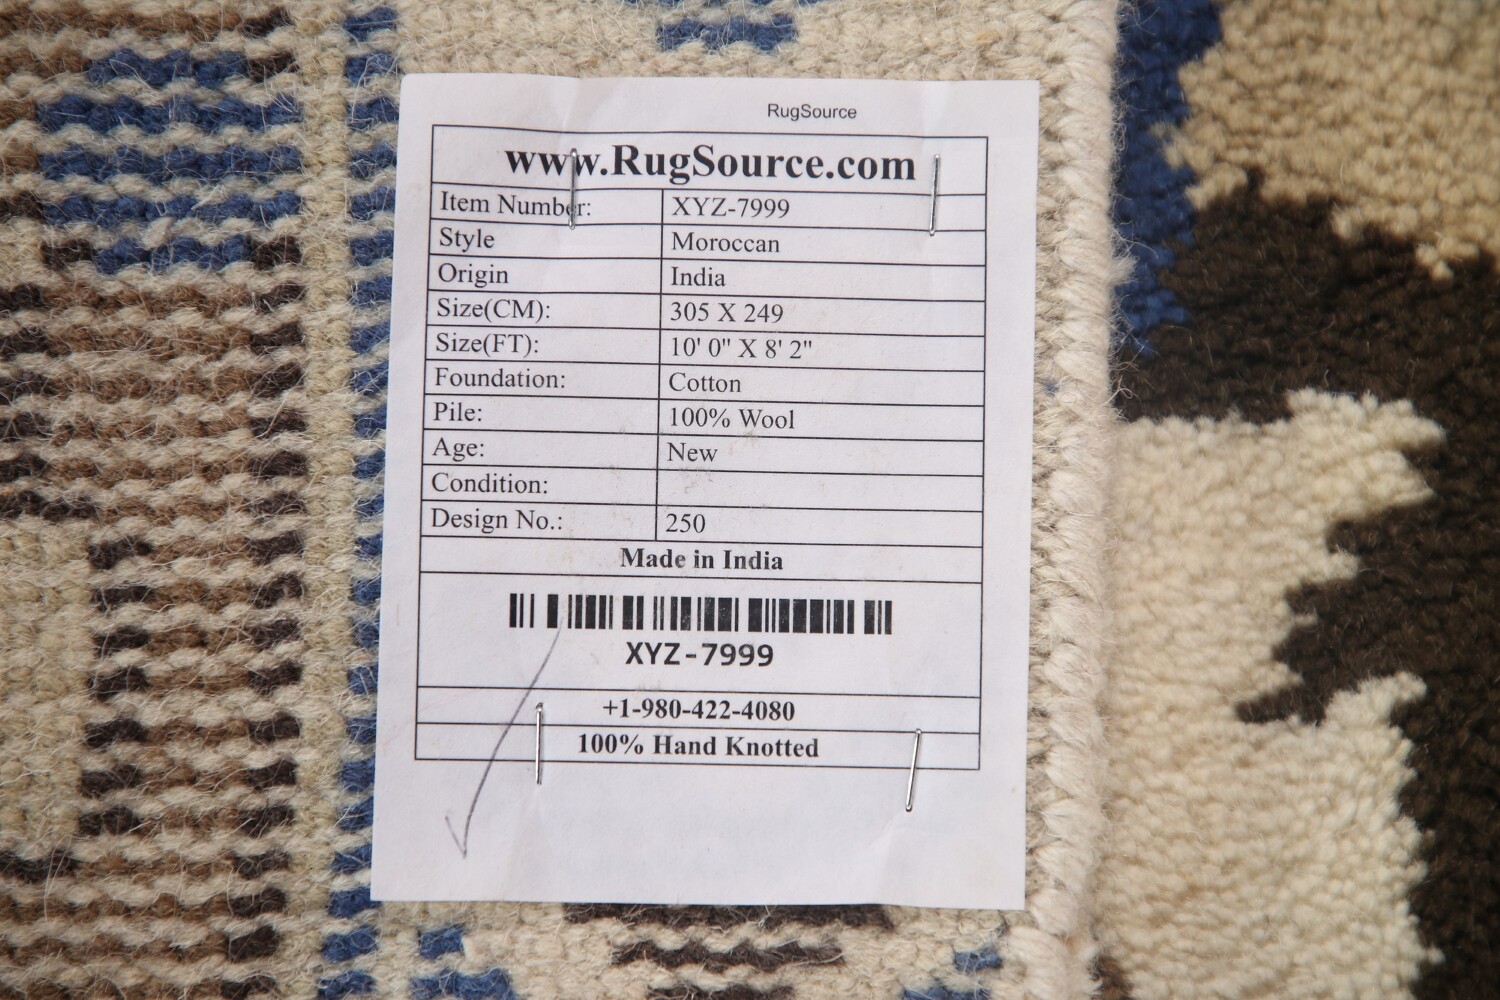 RugSource
www.RugSource.com
Item Number: XYZ-7999
Style Moroccan
Origin India
Size(CM): 305 X 249
Size(FT): 10' 0" X 8' 2"
Foundation: Cotton
Pile: 100% Wool
Age: New
Condition:
Design No.: 250
Made in India
XYZ-7999
+1-980-422-4080
100% Hand Knotted